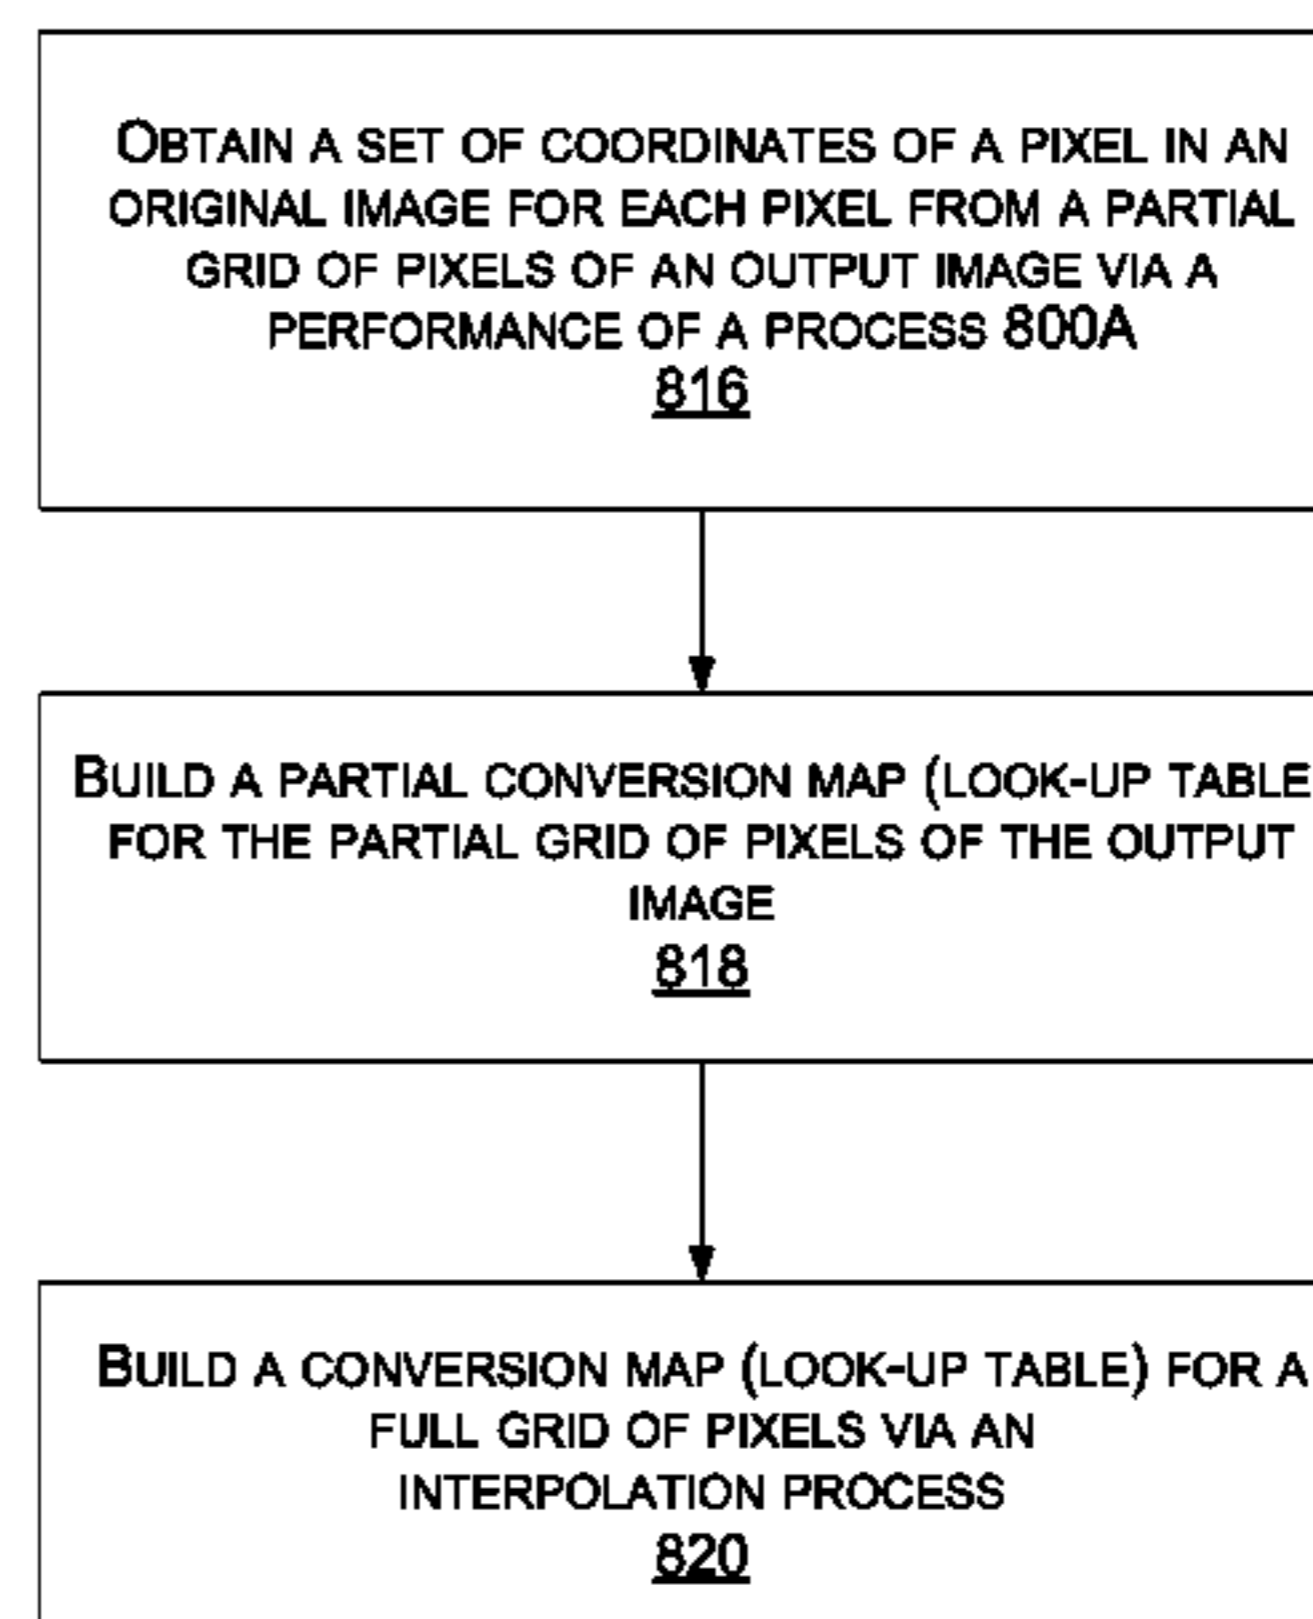 OBTAIN A SET OF COORDINATES OF A PIXEL IN AN
ORIGINAL IMAGE FOR EACH PIXEL FROM A PARTIAL
GRID OF PIXELS OF AN OUTPUT IMAGE VIA A
PERFORMANCE OF A PROCESS 800A
816
BUILD A PARTIAL CONVERSION MAP (LOOK-UP TABLE
FOR THE PARTIAL GRID OF PIXELS OF THE OUTPUT
IMAGE
818
BUILD A CONVERSION MAP (LOOK-UP TABLE) FOR A
FULL GRID OF PIXELS VIA AN
INTERPOLATION PROCESS
820